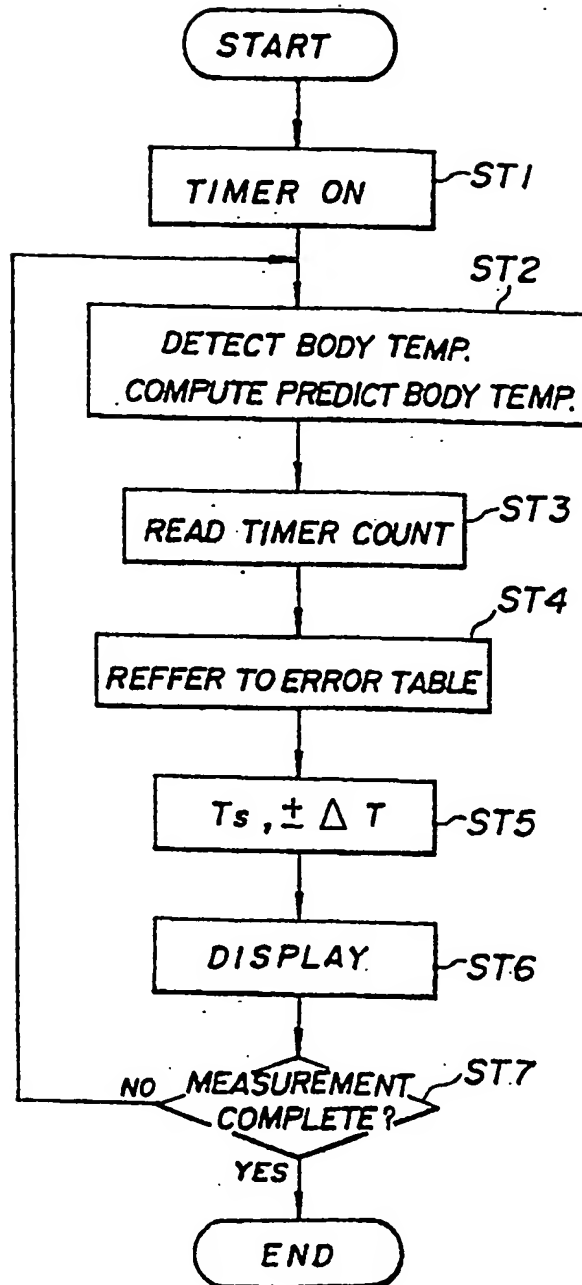 START
TIMER ON
ST1
ST2
DETECT BODY TEMP.
COMPUTE PREDICT BODY TEMP.
READ TIMER COUNT
ST3
ST4
REFFER TO ERROR TABLE
Ts, ± Δ T
ST5
DISPLAY
ST6
NO
MEASUREMENT
COMPLETE?
ST7
YES
END